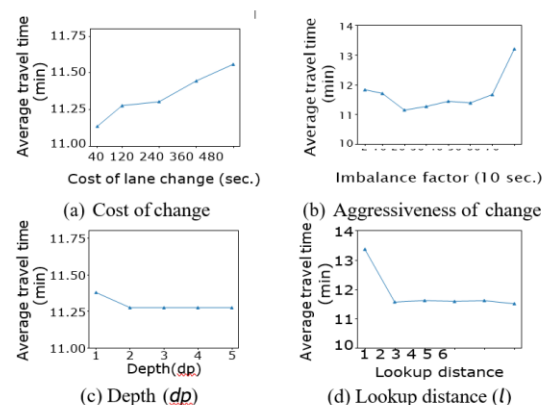 11.75
11.50
11.25
11.00
Average travel time
(min)
40 120 240 360 480
Cost of lane change (sec.)
(a) Cost of change
14
13
12
11
10
Average travel time
(min)
Imbalance factor (10 sec.)
(b) Aggressiveness of change
11.75
11.50
11.25
11.00
Average travel time
(min)
1 2 3 4 5
Depth(dp)
(c) Depth (dp)
14
13
12
11
10
Average travel time
(min)
1 2 3 4 5 6
Lookup distance
(d) Lookup distance (l)